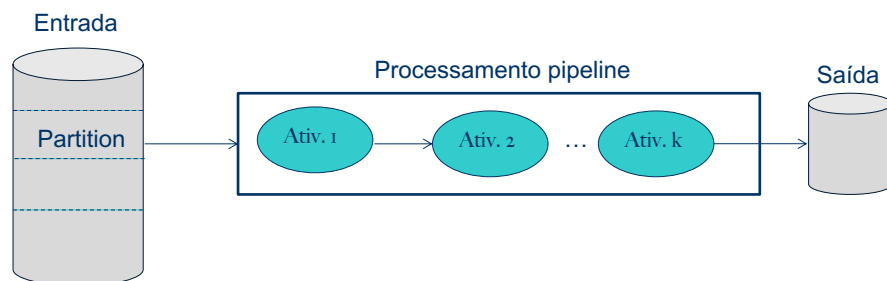 Entrada
Processamento pipeline
Saída
Partition
Ativ. 1
Ativ. 2
...
Ativ. k